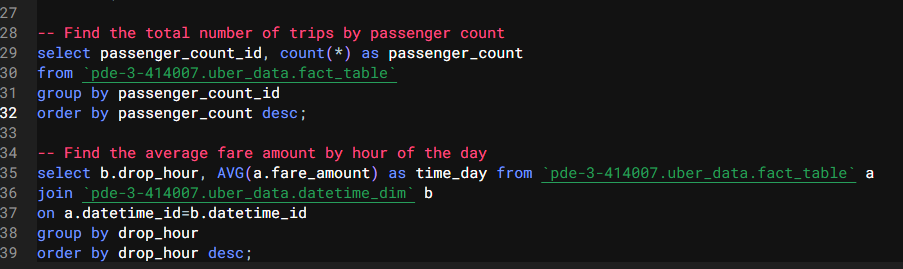 27
28 -- Find the total number of trips by passenger count
29 select passenger_count_id, count(*) as passenger_count
30 from `pde-3-414007.uber_data.fact_table`
31 group by passenger_count_id
32 order by passenger_count desc;
33
34 -- Find the average fare amount by hour of the day
35 select b.drop_hour, AVG(a.fare_amount) as time_day from `pde-3-414007.uber_data.fact_table` a
36 join `pde-3-414007.uber_data.datetime_dim` b
37 on a.datetime_id=b.datetime_id
38 group by drop_hour
39 order by drop_hour desc;